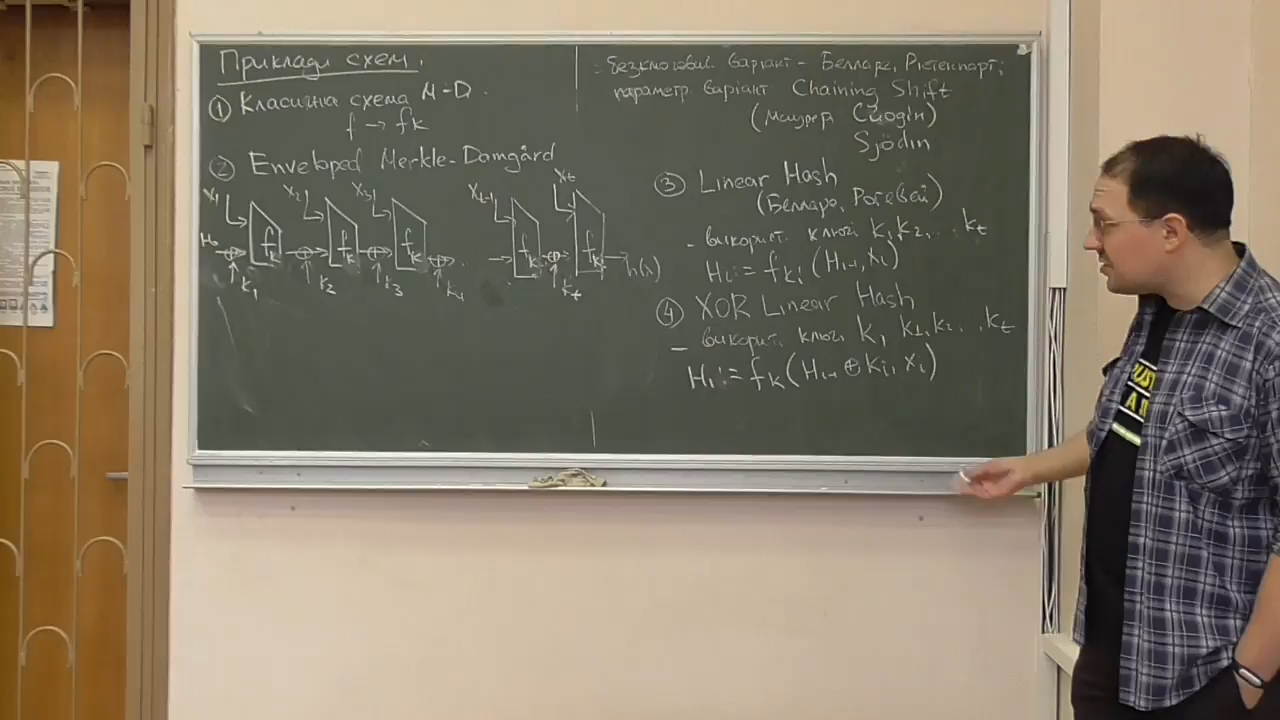 Приклади схем.
① Класична схема M-D.
f → fk
② Enveloped Merkle-Damgård
x₁ x₂ x₃ xt-1 xt
H₀ fk fk fk fk fk h(x)
k₁ k₂ k₃ k₄ kt
: безключовий варіант - Белларе, Рістенпарт;
параметр варіант Chaining Shift
(Маурер, Сйодін)
Sjödin
③ Linear Hash
(Белларе, Рогевей)
- використ. ключі k₁ k₂, ... kt
Hi := fki (Hi-1, xi)
④ XOR Linear Hash
- використ. ключі k, k₁, k₂ ..., kt
Hi := fk (Hi-1 ⊕ ki, xi)